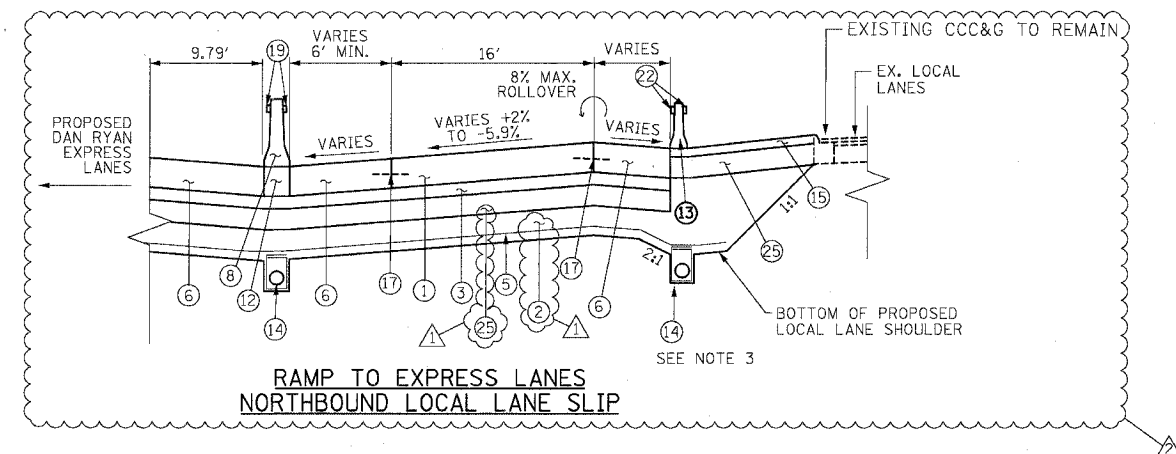 EXISTING CCC&G TO REMAIN
VARIES
6' MIN.
VARIES
9.79'
19
16'
22
EX. LOCAL
LANES
8% MAX.
ROLLOVER
PROPOSED
DAN RYAN
EXPRESS
LANES
VARIES
VARIES +2%
TO -5.9%
VARIES
13
15
1:1
25
2:1
6
8
12
14
6
17
1
3
25
5
2
17
6
14
1
1
BOTTOM OF PROPOSED
LOCAL LANE SHOULDER
SEE NOTE 3
RAMP TO EXPRESS LANES
NORTHBOUND LOCAL LANE SLIP
2